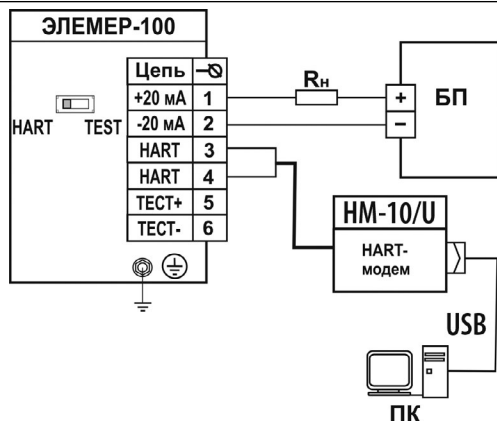 ЭЛЕМЕР-100
Цепь
+20 мА 1
-20 мА 2
HART 3
HART 4
ТЕСТ+ 5
ТЕСТ- 6
HART TEST
Rн
+
−
БП
HM-10/U
HART-
модем
USB
ПК